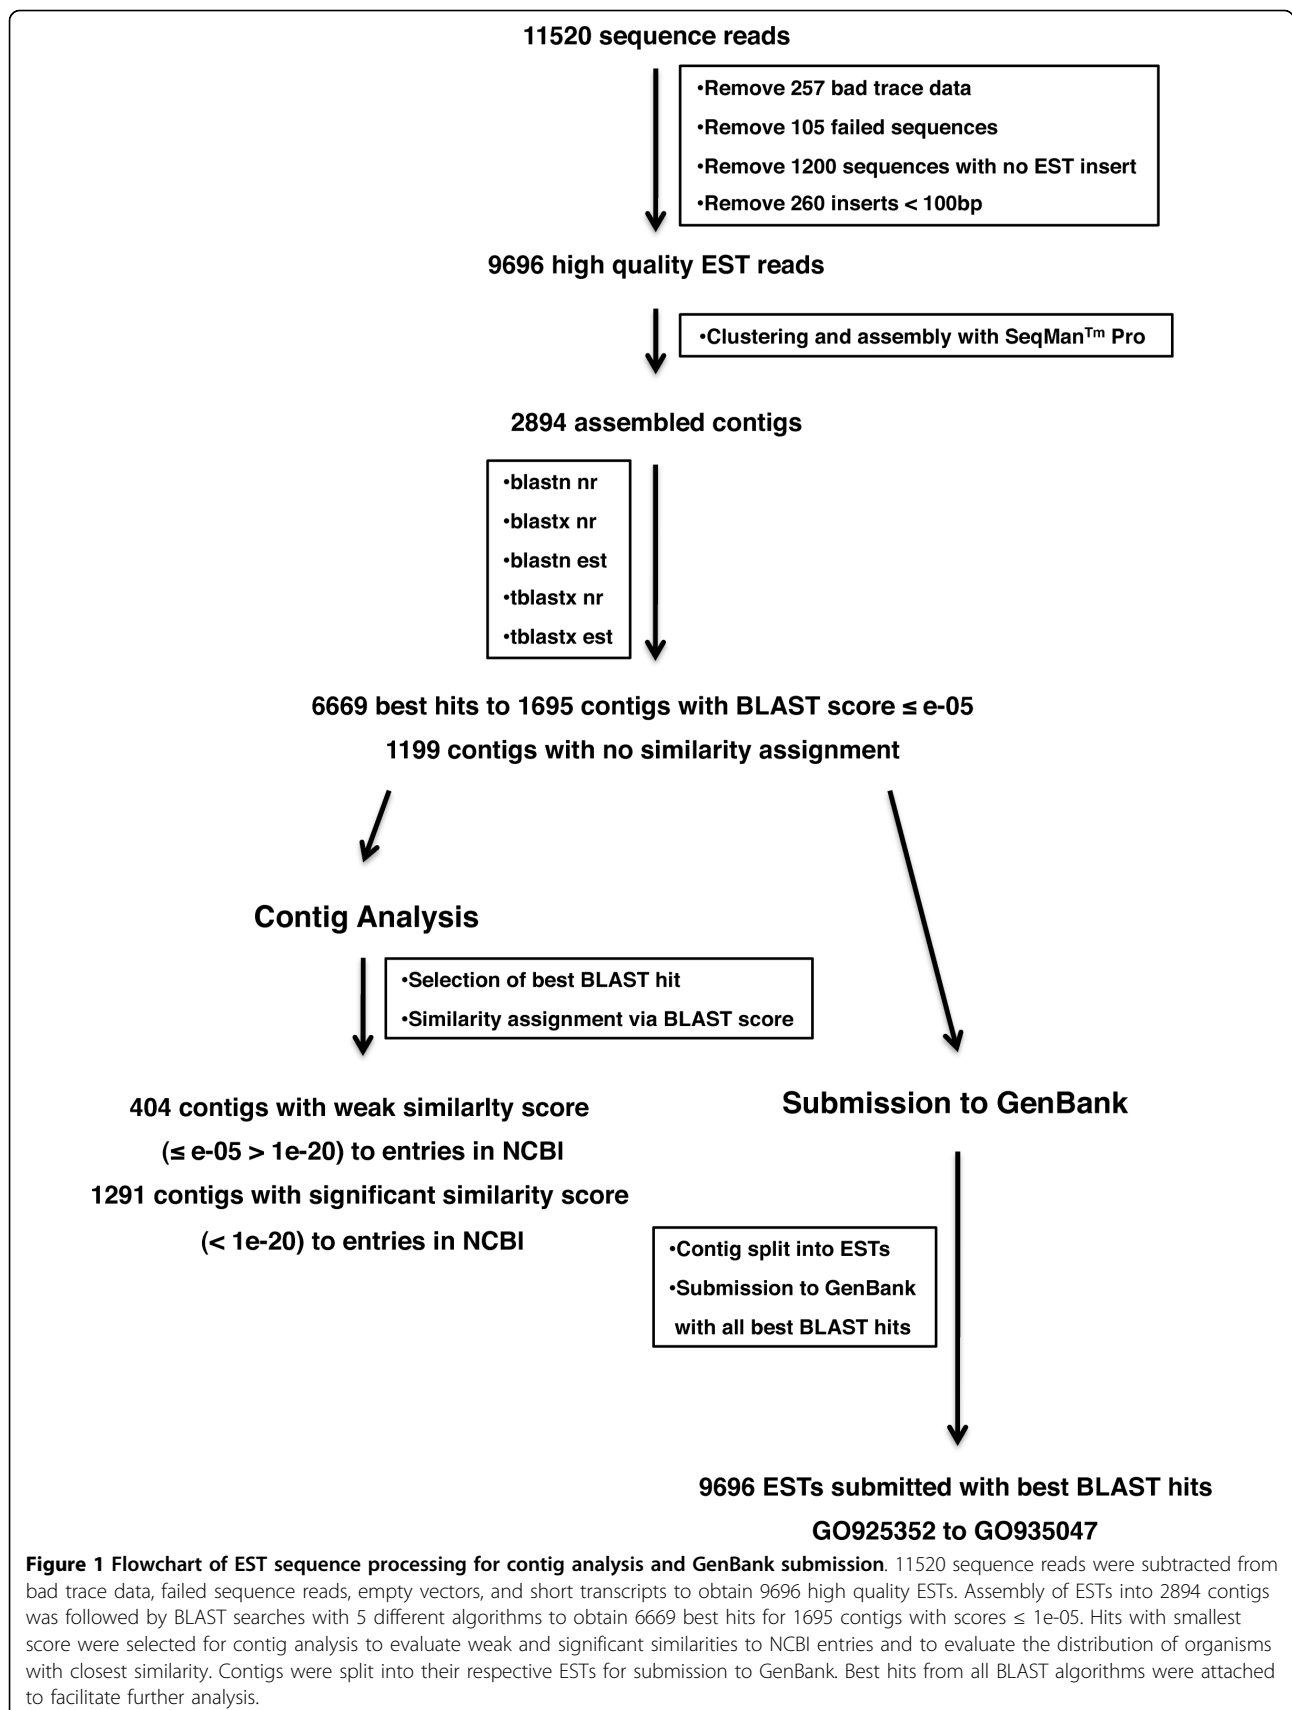 11520 sequence reads
•Remove 257 bad trace data
•Remove 105 failed sequences
•Remove 1200 sequences with no EST insert
•Remove 260 inserts < 100bp
9696 high quality EST reads
•Clustering and assembly with SeqManTm Pro
2894 assembled contigs
•blastn nr
•blastx nr
•blastn est
•tblastx nr
•tblastx est
6669 best hits to 1695 contigs with BLAST score ≤ e-05
1199 contigs with no similarity assignment
Contig Analysis
•Selection of best BLAST hit
•Similarity assignment via BLAST score
404 contigs with weak similarIty score
(≤ e-05 > 1e-20) to entries in NCBI
1291 contigs with significant similarity score
(< 1e-20) to entries in NCBI
Submission to GenBank
•Contig split into ESTs
•Submission to GenBank
with all best BLAST hits
9696 ESTs submitted with best BLAST hits
GO925352 to GO935047
Figure 1 Flowchart of EST sequence processing for contig analysis and GenBank submission. 11520 sequence reads were subtracted from
bad trace data, failed sequence reads, empty vectors, and short transcripts to obtain 9696 high quality ESTs. Assembly of ESTs into 2894 contigs
was followed by BLAST searches with 5 different algorithms to obtain 6669 best hits for 1695 contigs with scores ≤ 1e-05. Hits with smallest
score were selected for contig analysis to evaluate weak and significant similarities to NCBI entries and to evaluate the distribution of organisms
with closest similarity. Contigs were split into their respective ESTs for submission to GenBank. Best hits from all BLAST algorithms were attached
to facilitate further analysis.